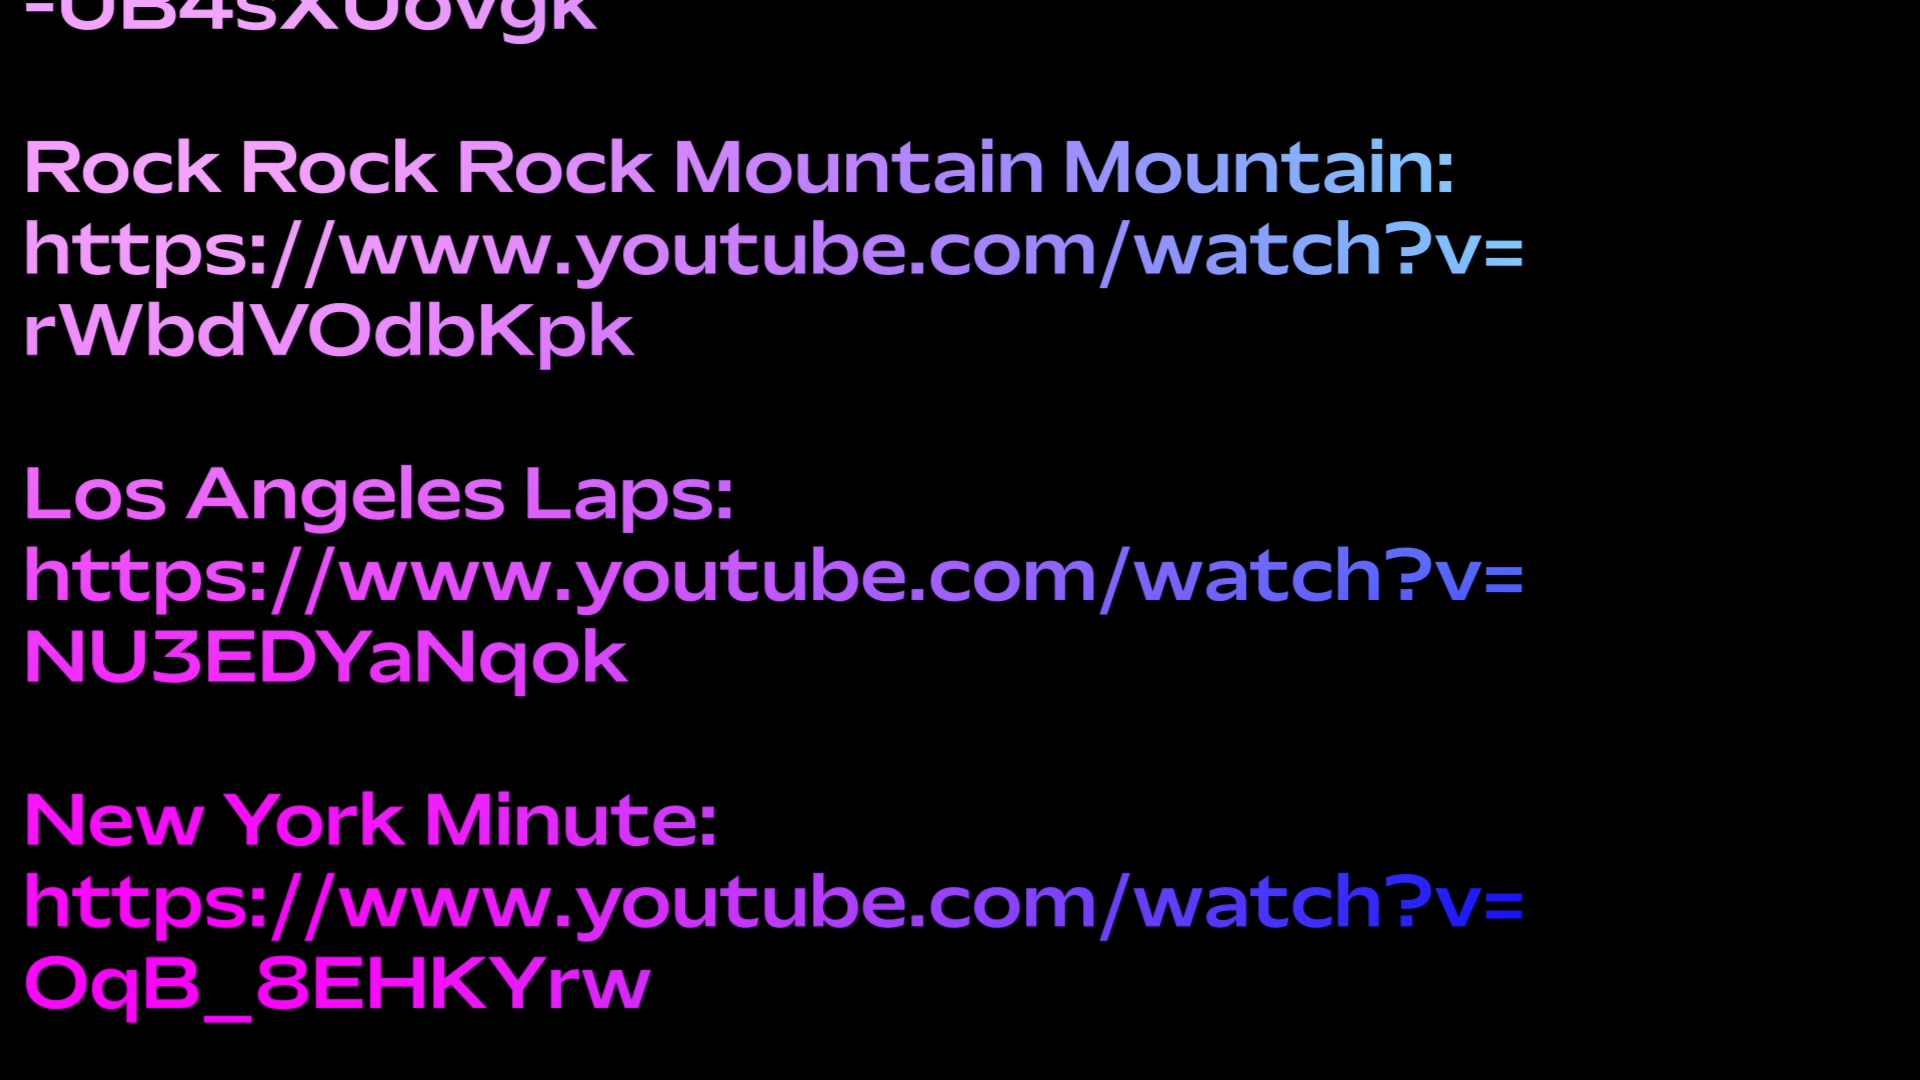 -UB4sXUovgk
Rock Rock Rock Mountain Mountain:
https://www.youtube.com/watch?v=
rWbdVOdbKpk
Los Angeles Laps:
https://www.youtube.com/watch?v=
NU3EDYaNqok
New York Minute:
https://www.youtube.com/watch?v=
OqB_8EHKYrw